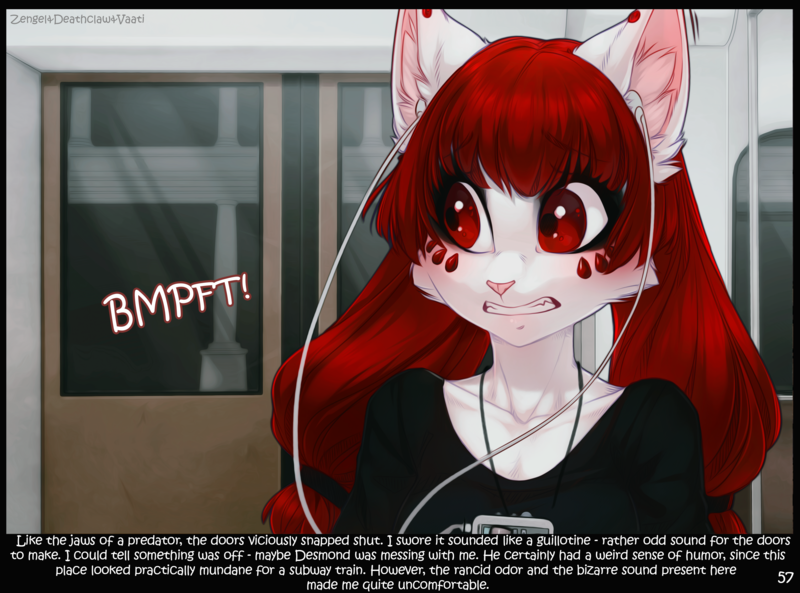 Zengel4Deathclaw4Vaati
BMPFT!
Like the jaws of a predator, the doors viciously snapped shut. I swore it sounded like a guillotine - rather odd sound for the doors
to make. I could tell something was off - maybe Desmond was messing with me. He certainly had a weird sense of humor, since this
place looked practically mundane for a subway train. However, the rancid odor and the bizarre sound present here
made me quite uncomfortable.
57